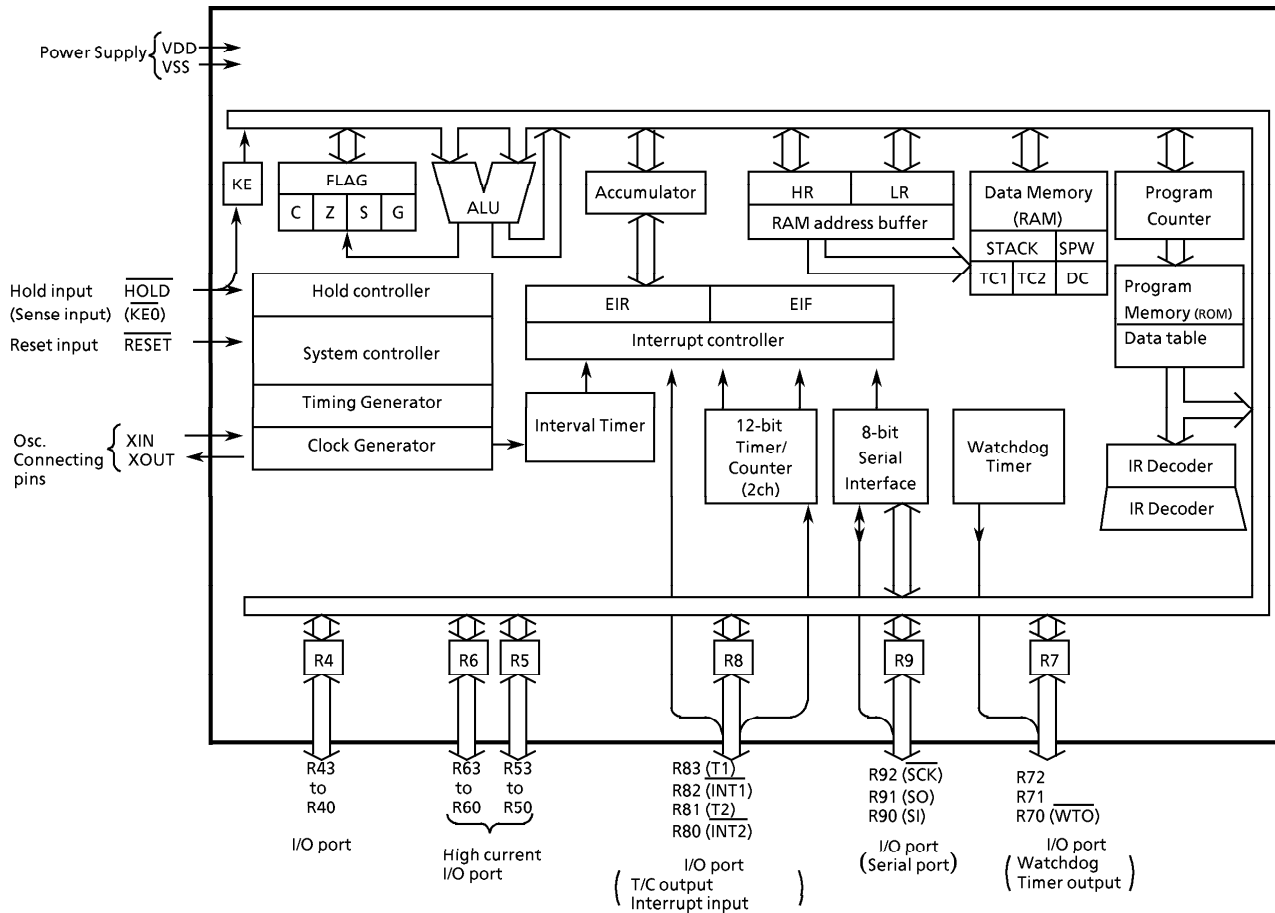 Power Supply
VDD
VSS
KE
FLAG
C Z S G
ALU
Accumulator
HR LR
RAM address buffer
Data Memory
(RAM)
STACK SPW
TC1 TC2 DC
Program
Counter
Program
Memory (ROM)
Data table
Hold input HOLD
(Sense input) (KE0)
Reset input RESET
Hold controller
System controller
Timing Generator
Clock Generator
EIR EIF
Interrupt controller
Osc.
Connecting
pins
XIN
XOUT
Interval Timer
12-bit
Timer/
Counter
(2ch)
8-bit
Serial
Interface
Watchdog
Timer
IR Decoder
IR Decoder
R4 R6 R5 R8 R9 R7
R43
to
R40
I/O port
R63
to
R60
R53
to
R50
High current
I/O port
R83 (T1)
R82 (INT1)
R81 (T2)
R80 (INT2)
I/O port
( T/C output
Interrupt input )
R92 (SCK)
R91 (SO)
R90 (SI)
I/O port
(Serial port)
R72
R71
R70 (WTO)
I/O port
( Watchdog
Timer output )